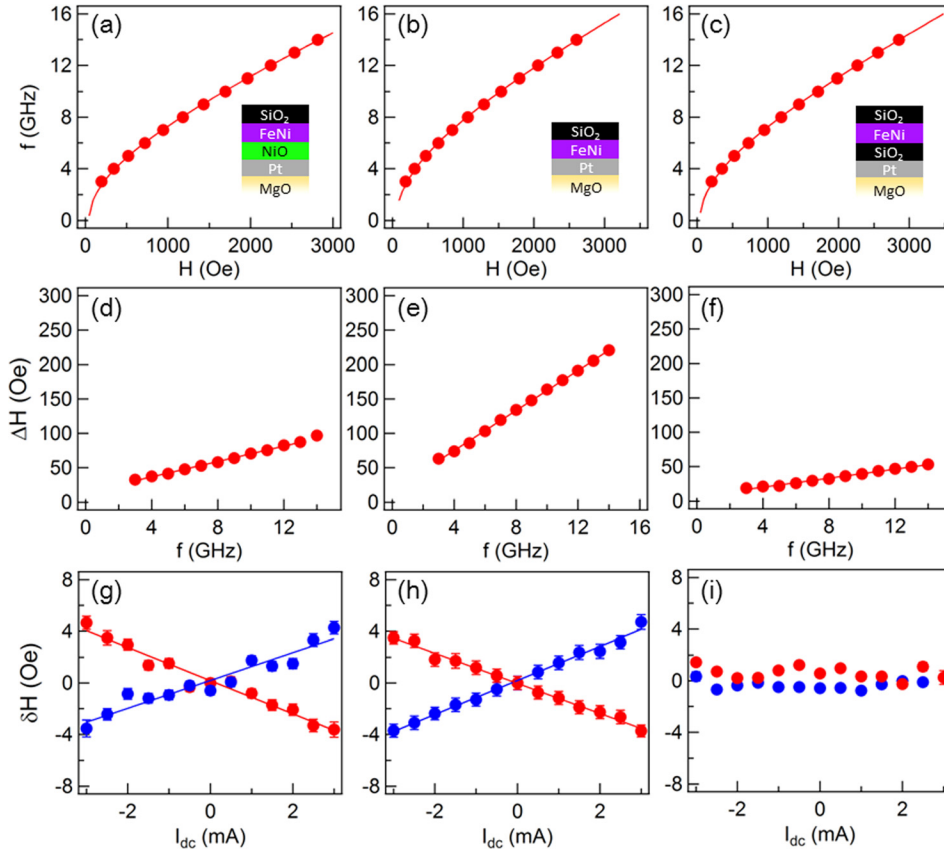 (a)
(b)
(c)
16
12
8
4
0
f (GHz)
SiO2
FeNi
NiO
Pt
MgO
0 1000 2000 3000
H (Oe)
16
12
8
4
0
SiO2
FeNi
Pt
MgO
0 1000 2000 3000
H (Oe)
16
12
8
4
0
SiO2
FeNi
SiO2
Pt
MgO
0 1000 2000 3000
H (Oe)
(d)
(e)
(f)
300
250
200
150
100
50
0
ΔH (Oe)
0 4 8 12
f (GHz)
300
250
200
150
100
50
0
0 4 8 12 16
f (GHz)
300
250
200
150
100
50
0
0 4 8 12
f (GHz)
(g)
(h)
(i)
8
4
0
-4
-8
δH (Oe)
-2 0 2
Idc (mA)
8
4
0
-4
-8
-2 0 2
Idc (mA)
8
4
0
-4
-8
-2 0 2
Idc (mA)